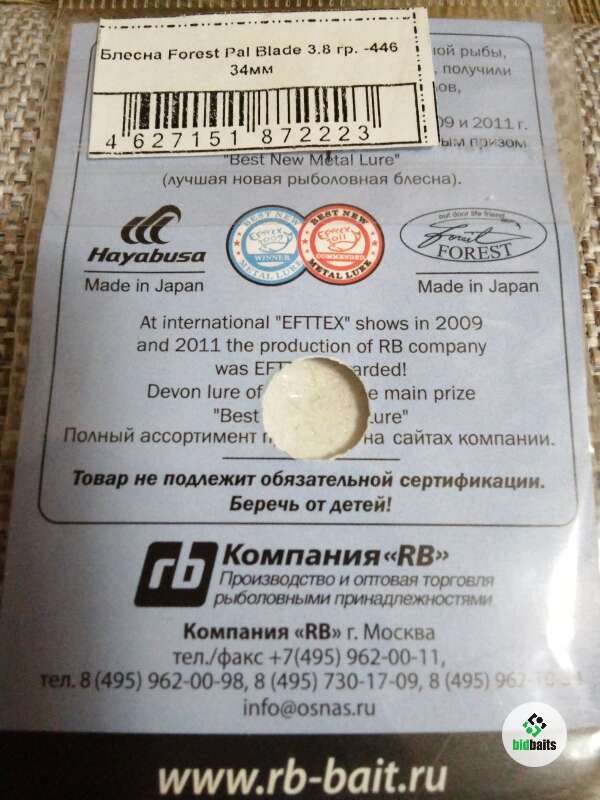 Блесна Forest Pal Blade 3.8 гр. -446
34мм
4 627151 872223
ной рыбы,
, получили
ов,
09 и 2011 г.
ым призом
"Best New Metal Lure"
(лучшая новая рыболовная блесна).
Hayabusa
Made in Japan
BEST NEW
2009
WINNER
METAL LURE
BEST NEW
2011
COMMENDED
METAL LURE
out door life friend
Forest
FOREST
Made in Japan
At international "EFTTEX" shows in 2009
and 2011 the production of RB company
was EFT arded!
Devon lure of e main prize
"Best Lure"
Полный ассортимент п на сайтах компании.
Товар не подлежит обязательной сертификации.
Беречь от детей!
rb Компания «RB»
Производство и оптовая торговля
рыболовными принадлежностями
Компания «RB» г. Москва
тел./факс +7(495) 962-00-11,
тел. 8 (495) 962-00-98, 8 (495) 730-17-09, 8 (495) 962
info@osnas.ru
bidbaits
www.rb-bait.ru